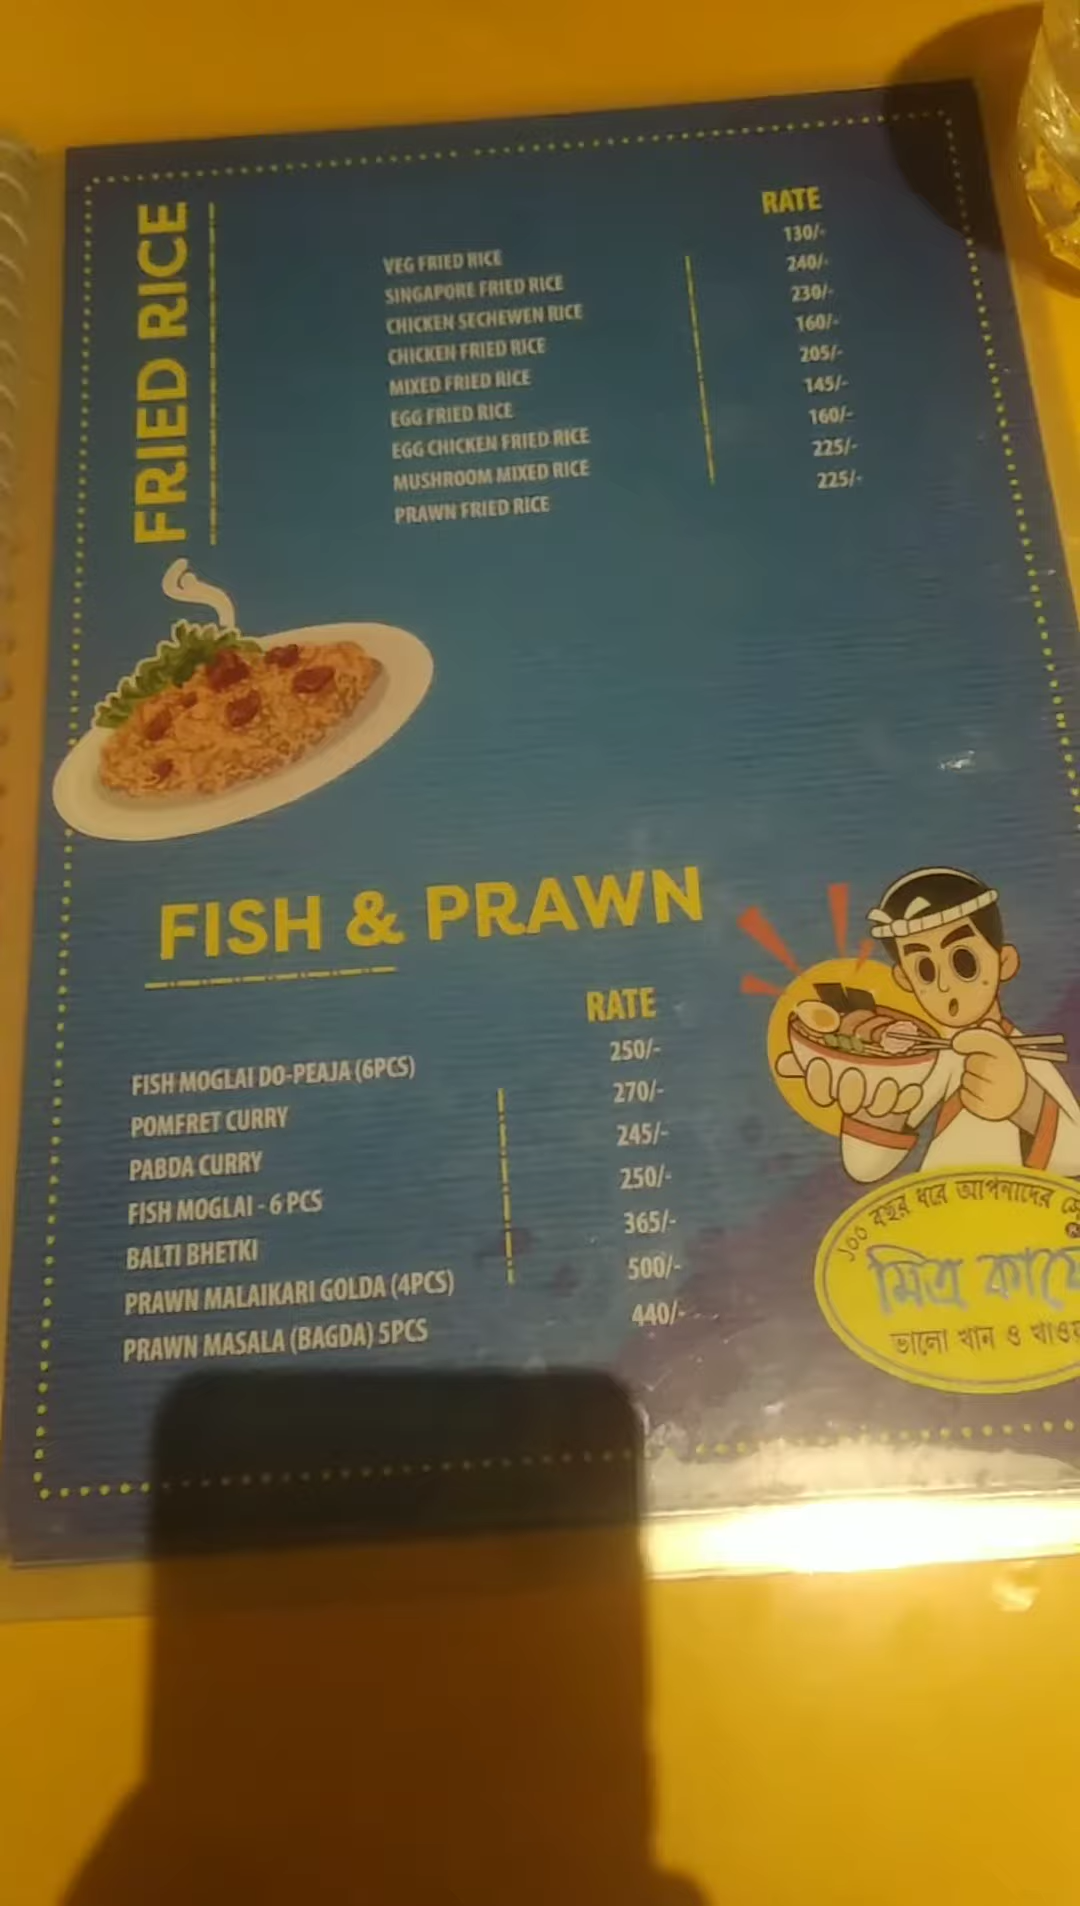 FRIED RICE
RATE
VEG FRIED RICE 130/-
SINGAPORE FRIED RICE 240/-
CHICKEN SECHEWEN RICE 230/-
CHICKEN FRIED RICE 160/-
MIXED FRIED RICE 205/-
EGG FRIED RICE 145/-
EGG CHICKEN FRIED RICE 160/-
MUSHROOM MIXED RICE 225/-
PRAWN FRIED RICE 225/-
FISH & PRAWN
RATE
FISH MOGLAI DO-PEAJA (6PCS) 250/-
POMFRET CURRY 270/-
PABDA CURRY 245/-
FISH MOGLAI - 6 PCS 250/-
BALTI BHETKI 365/-
PRAWN MALAIKARI GOLDA (4PCS) 500/-
PRAWN MASALA (BAGDA) 5PCS 440/-
১০০ বছর ধরে আপনাদের
মিত্র
ভালো খান ও